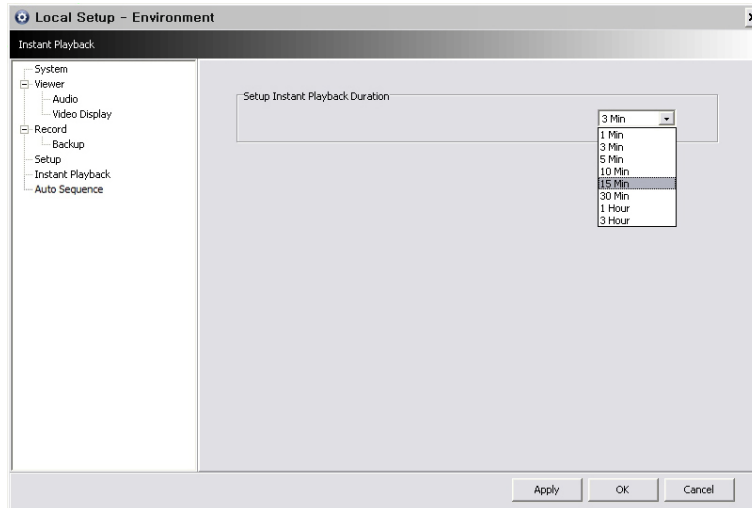 Local Setup - Environment
Instant Playback
System
Viewer
Audio
Video Display
Record
Backup
Setup
Instant Playback
Auto Sequence
Setup Instant Playback Duration
3 Min
1 Min
3 Min
5 Min
10 Min
15 Min
30 Min
1 Hour
3 Hour
Apply
OK
Cancel